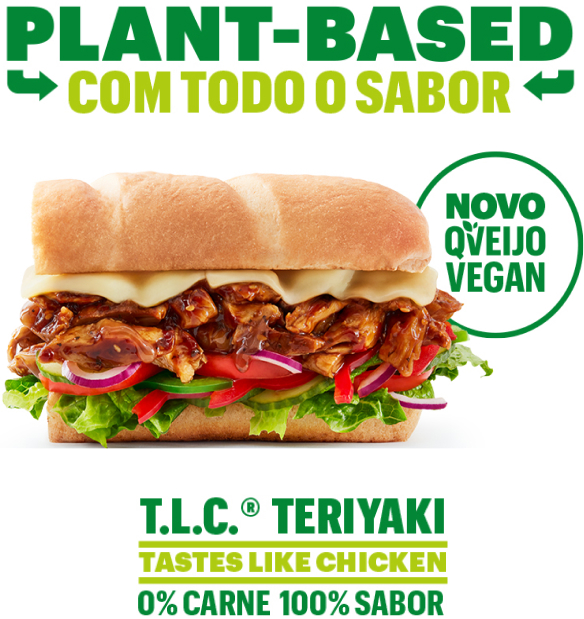 PLANT-BASED
COM TODO O SABOR
NOVO
QVEIJO
VEGAN
T.L.C.® TERIYAKI
TASTES LIKE CHICKEN
0% CARNE 100% SABOR